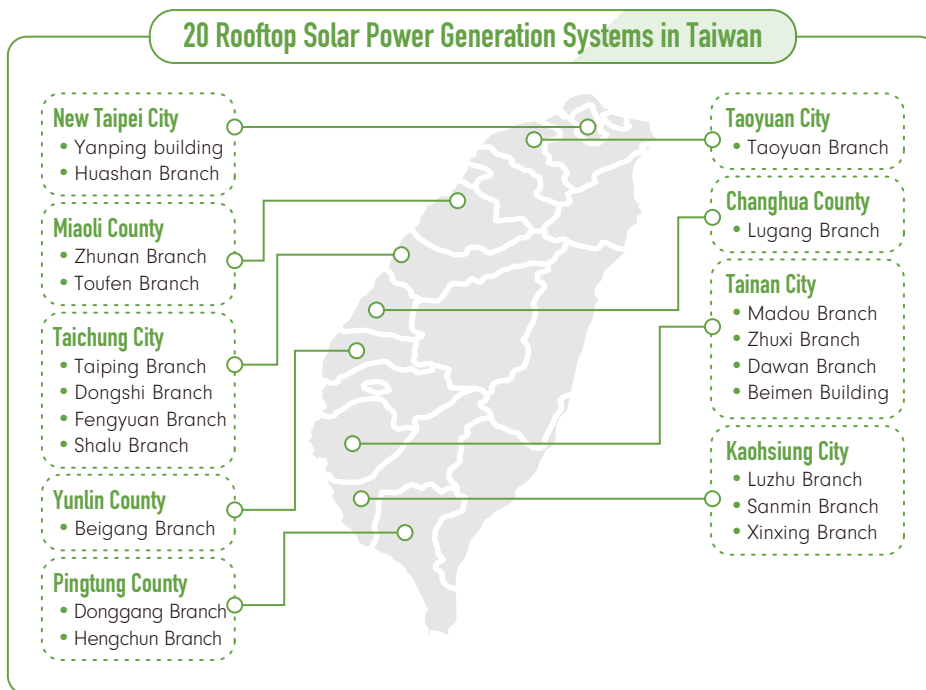 20 Rooftop Solar Power Generation Systems in Taiwan
New Taipei City
• Yanping building
• Huashan Branch
Miaoli County
• Zhunan Branch
• Toufen Branch
Taichung City
• Taiping Branch
• Dongshi Branch
• Fengyuan Branch
• Shalu Branch
Yunlin County
• Beigang Branch
Pingtung County
• Donggang Branch
• Hengchun Branch
Taoyuan City
• Taoyuan Branch
Changhua County
• Lugang Branch
Tainan City
• Madou Branch
• Zhuxi Branch
• Dawan Branch
• Beimen Building
Kaohsiung City
• Luzhu Branch
• Sanmin Branch
• Xinxing Branch